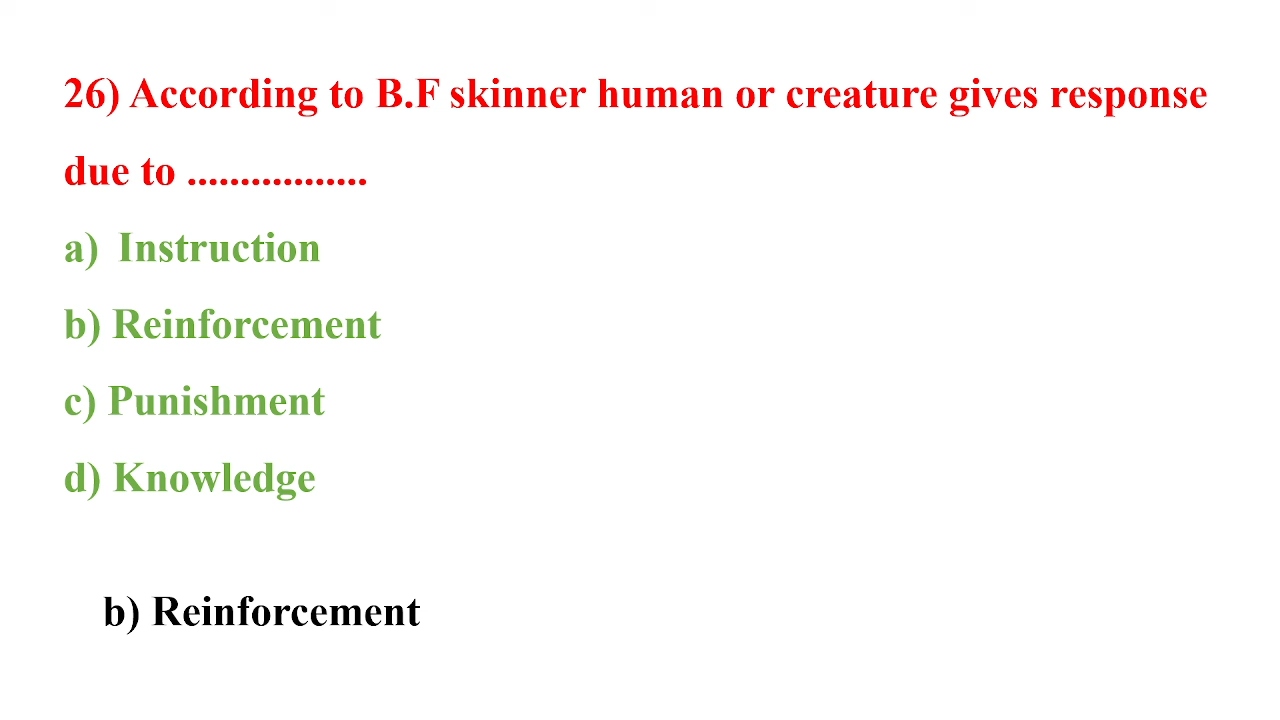 26) According to B.F skinner human or creature gives response
due to .................
a) Instruction
b) Reinforcement
c) Punishment
d) Knowledge
b) Reinforcement